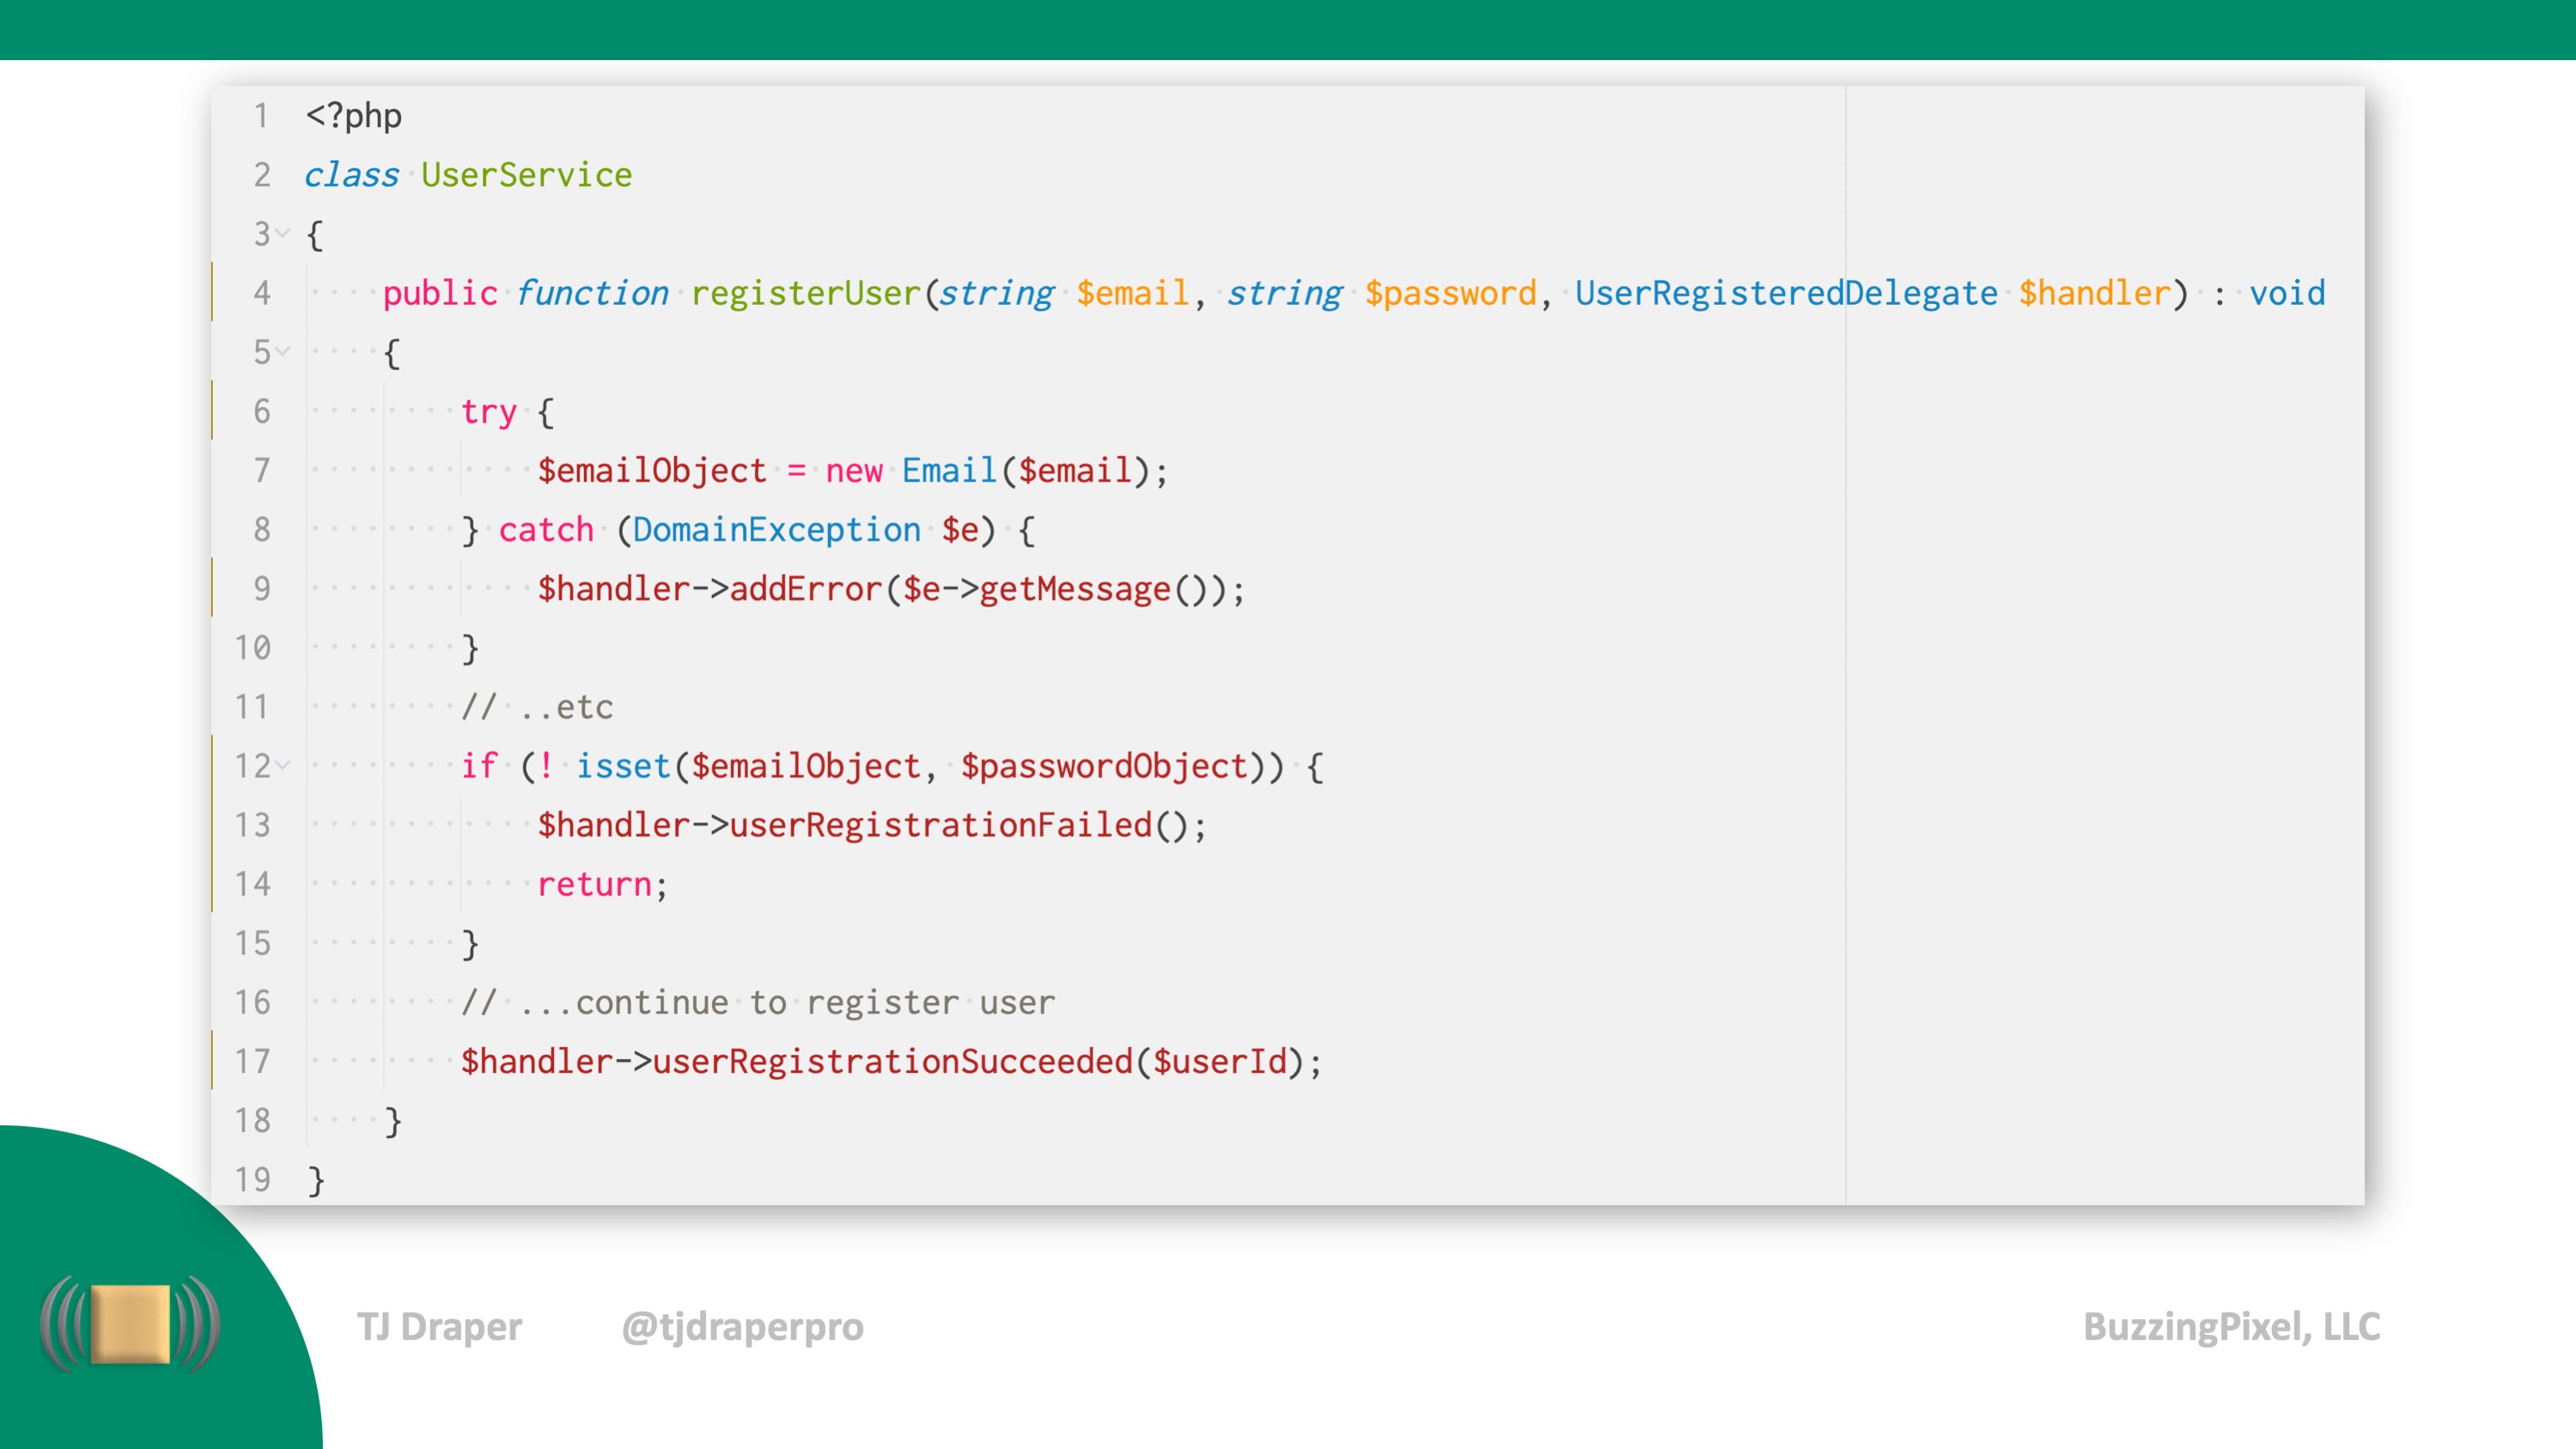 1 <?php
2 class UserService
3 {
4     public function registerUser(string $email, string $password, UserRegisteredDelegate $handler) : void
5     {
6         try {
7             $emailObject = new Email($email);
8         } catch (DomainException $e) {
9             $handler->addError($e->getMessage());
10         }
11         // ..etc
12         if (! isset($emailObject, $passwordObject)) {
13             $handler->userRegistrationFailed();
14             return;
15         }
16         // ...continue to register user
17         $handler->userRegistrationSucceeded($userId);
18     }
19 }
TJ Draper @tjdraperpro BuzzingPixel, LLC